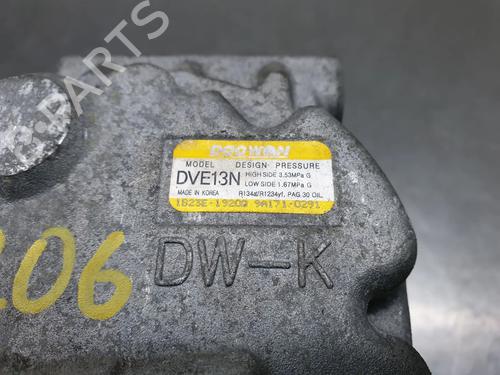 DOOWON
MODEL DESIGN PRESSURE
DVE13N HIGH SIDE 3.53MPa G
LOW SIDE 1.67MPa G
MADE IN KOREA R134a/R1234yf, PAG 30 OIL
1B23E-19200 9A171-0291
DW-K
206
B-PARTS